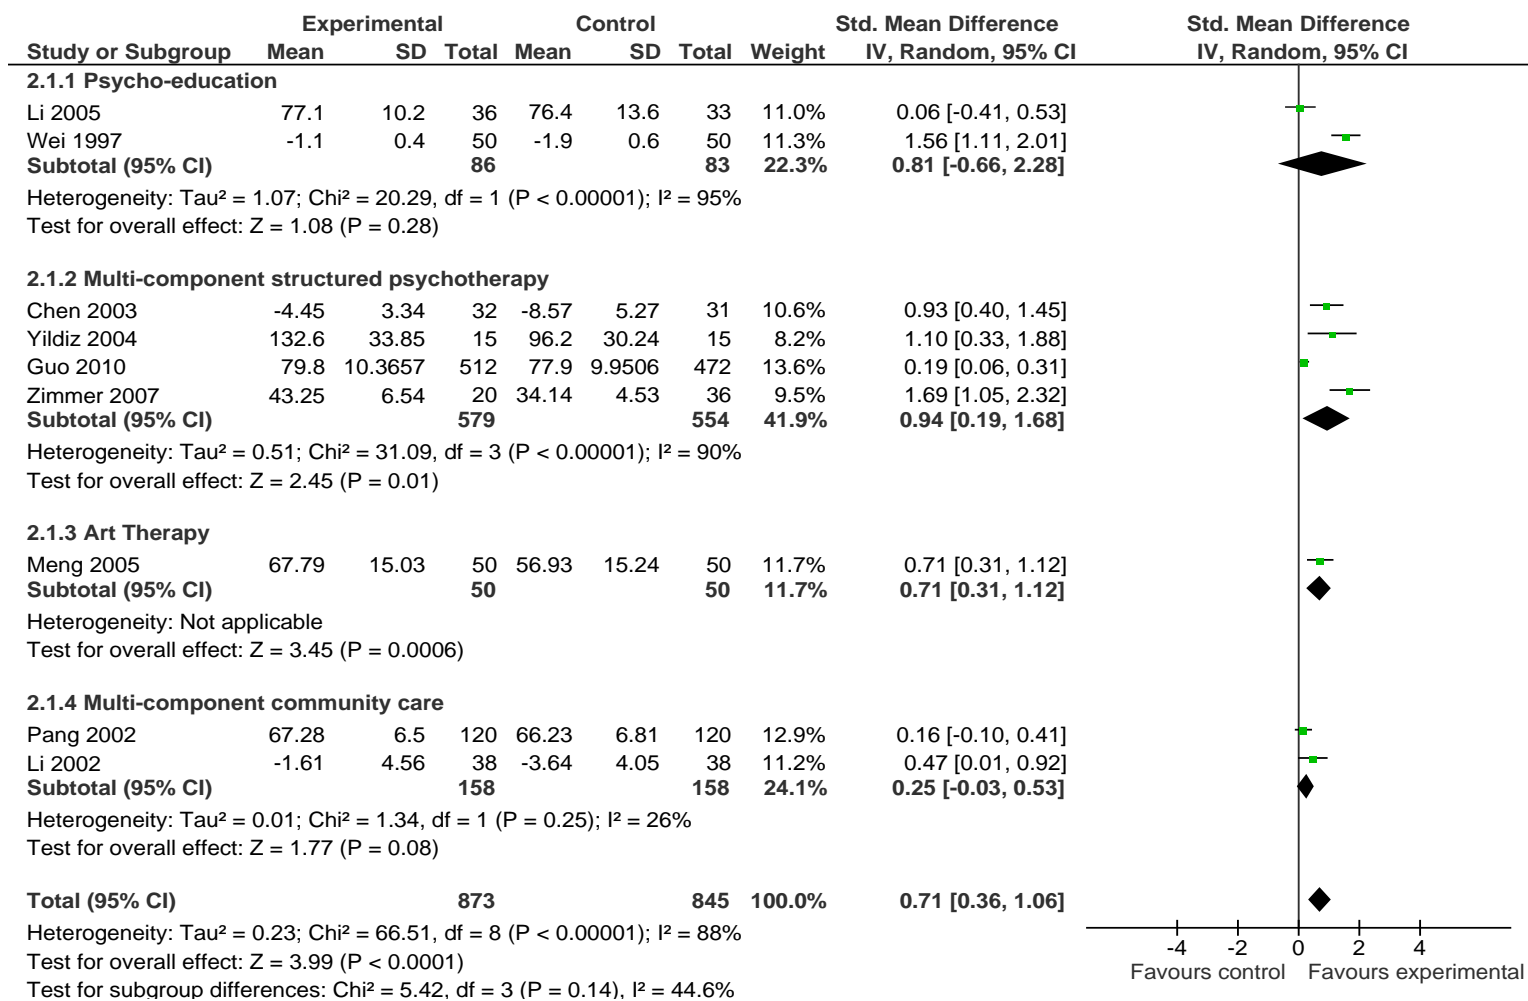 Experimental Control Std. Mean Difference Std. Mean Difference
Study or Subgroup Mean SD Total Mean SD Total Weight IV, Random, 95% CI IV, Random, 95% CI
2.1.1 Psycho-education
Li 2005 77.1 10.2 36 76.4 13.6 33 11.0% 0.06 [-0.41, 0.53]
Wei 1997 -1.1 0.4 50 -1.9 0.6 50 11.3% 1.56 [1.11, 2.01]
Subtotal (95% CI) 86 83 22.3% 0.81 [-0.66, 2.28]
Heterogeneity: Tau² = 1.07; Chi² = 20.29, df = 1 (P < 0.00001); I² = 95%
Test for overall effect: Z = 1.08 (P = 0.28)
2.1.2 Multi-component structured psychotherapy
Chen 2003 -4.45 3.34 32 -8.57 5.27 31 10.6% 0.93 [0.40, 1.45]
Yildiz 2004 132.6 33.85 15 96.2 30.24 15 8.2% 1.10 [0.33, 1.88]
Guo 2010 79.8 10.3657 512 77.9 9.9506 472 13.6% 0.19 [0.06, 0.31]
Zimmer 2007 43.25 6.54 20 34.14 4.53 36 9.5% 1.69 [1.05, 2.32]
Subtotal (95% CI) 579 554 41.9% 0.94 [0.19, 1.68]
Heterogeneity: Tau² = 0.51; Chi² = 31.09, df = 3 (P < 0.00001); I² = 90%
Test for overall effect: Z = 2.45 (P = 0.01)
2.1.3 Art Therapy
Meng 2005 67.79 15.03 50 56.93 15.24 50 11.7% 0.71 [0.31, 1.12]
Subtotal (95% CI) 50 50 11.7% 0.71 [0.31, 1.12]
Heterogeneity: Not applicable
Test for overall effect: Z = 3.45 (P = 0.0006)
2.1.4 Multi-component community care
Pang 2002 67.28 6.5 120 66.23 6.81 120 12.9% 0.16 [-0.10, 0.41]
Li 2002 -1.61 4.56 38 -3.64 4.05 38 11.2% 0.47 [0.01, 0.92]
Subtotal (95% CI) 158 158 24.1% 0.25 [-0.03, 0.53]
Heterogeneity: Tau² = 0.01; Chi² = 1.34, df = 1 (P = 0.25); I² = 26%
Test for overall effect: Z = 1.77 (P = 0.08)
Total (95% CI) 873 845 100.0% 0.71 [0.36, 1.06]
Heterogeneity: Tau² = 0.23; Chi² = 66.51, df = 8 (P < 0.00001); I² = 88%
Test for overall effect: Z = 3.99 (P < 0.0001)
Test for subgroup differences: Chi² = 5.42, df = 3 (P = 0.14), I² = 44.6%
-4 -2 0 2 4
Favours control Favours experimental